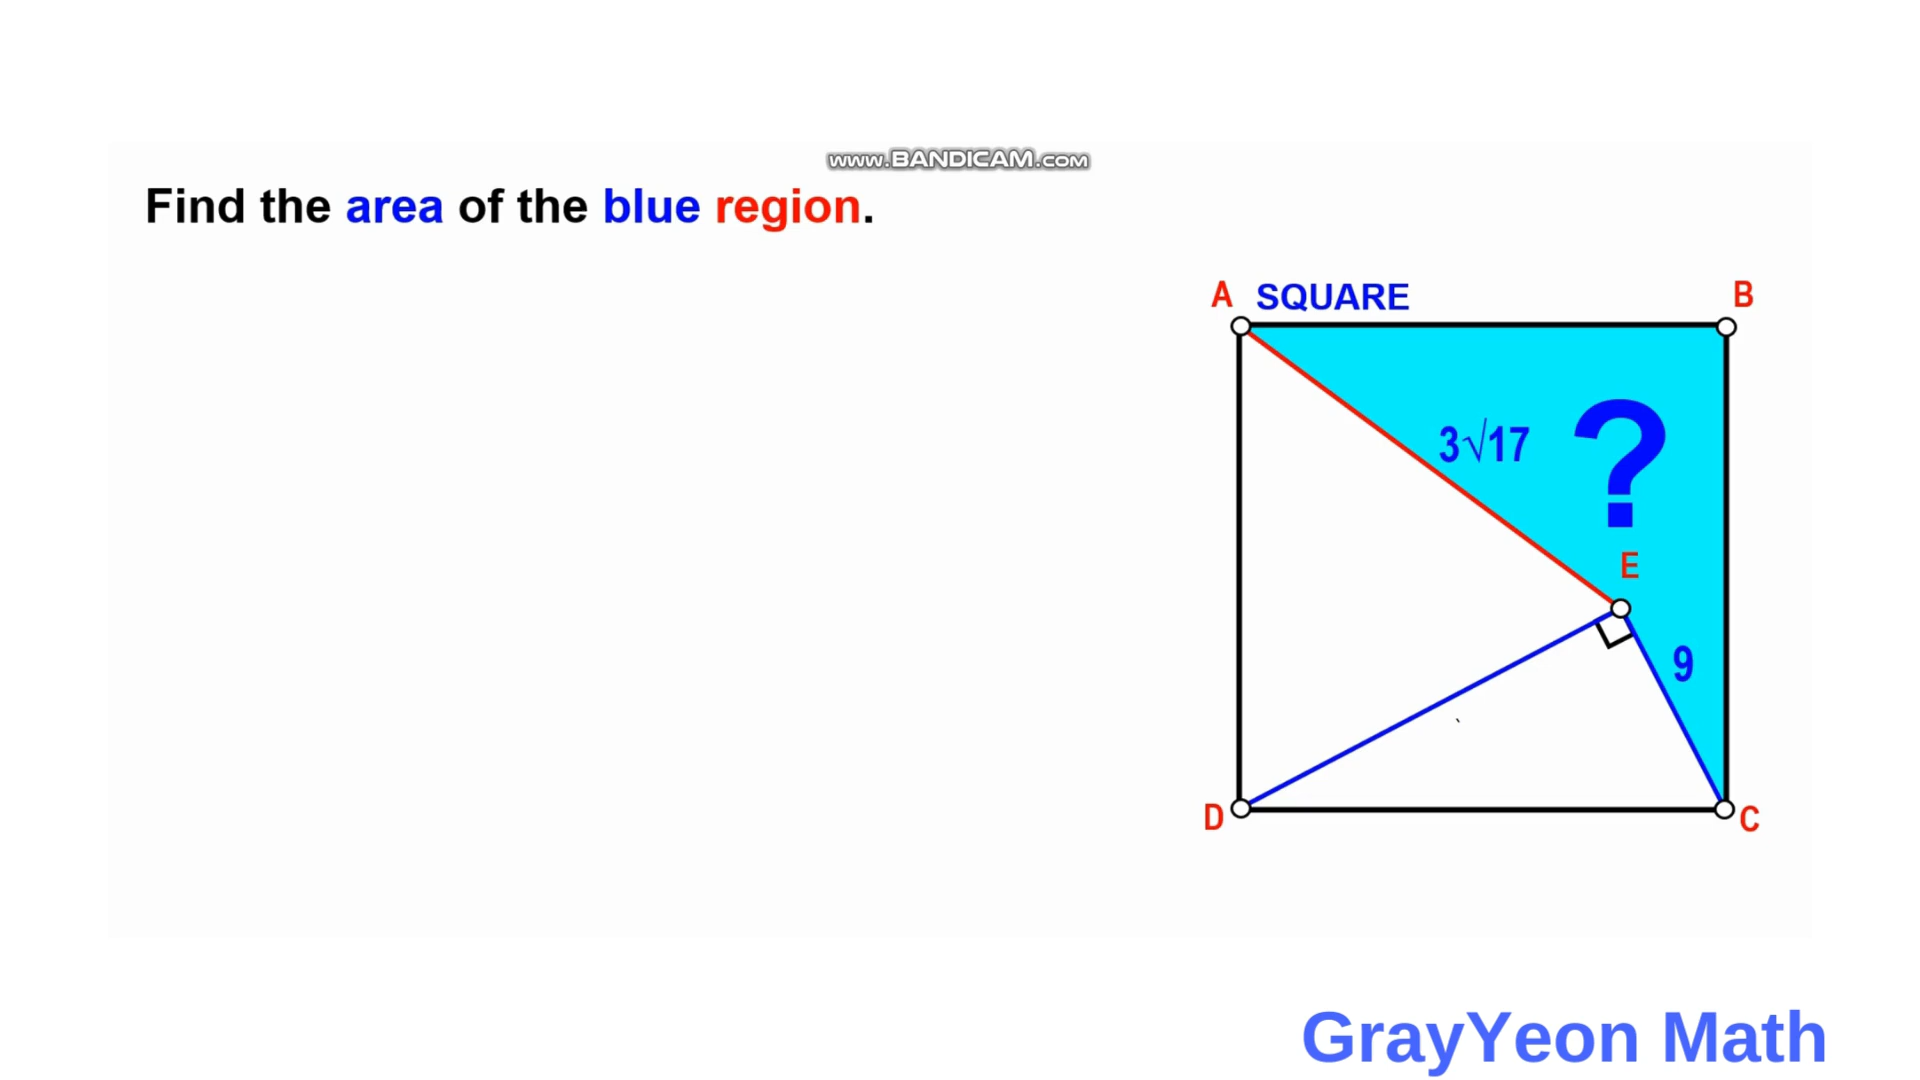 www.BANDICAM.com
Find the area of the blue region.
A SQUARE B
3√17 ?
E
9
D C
GrayYeon Math